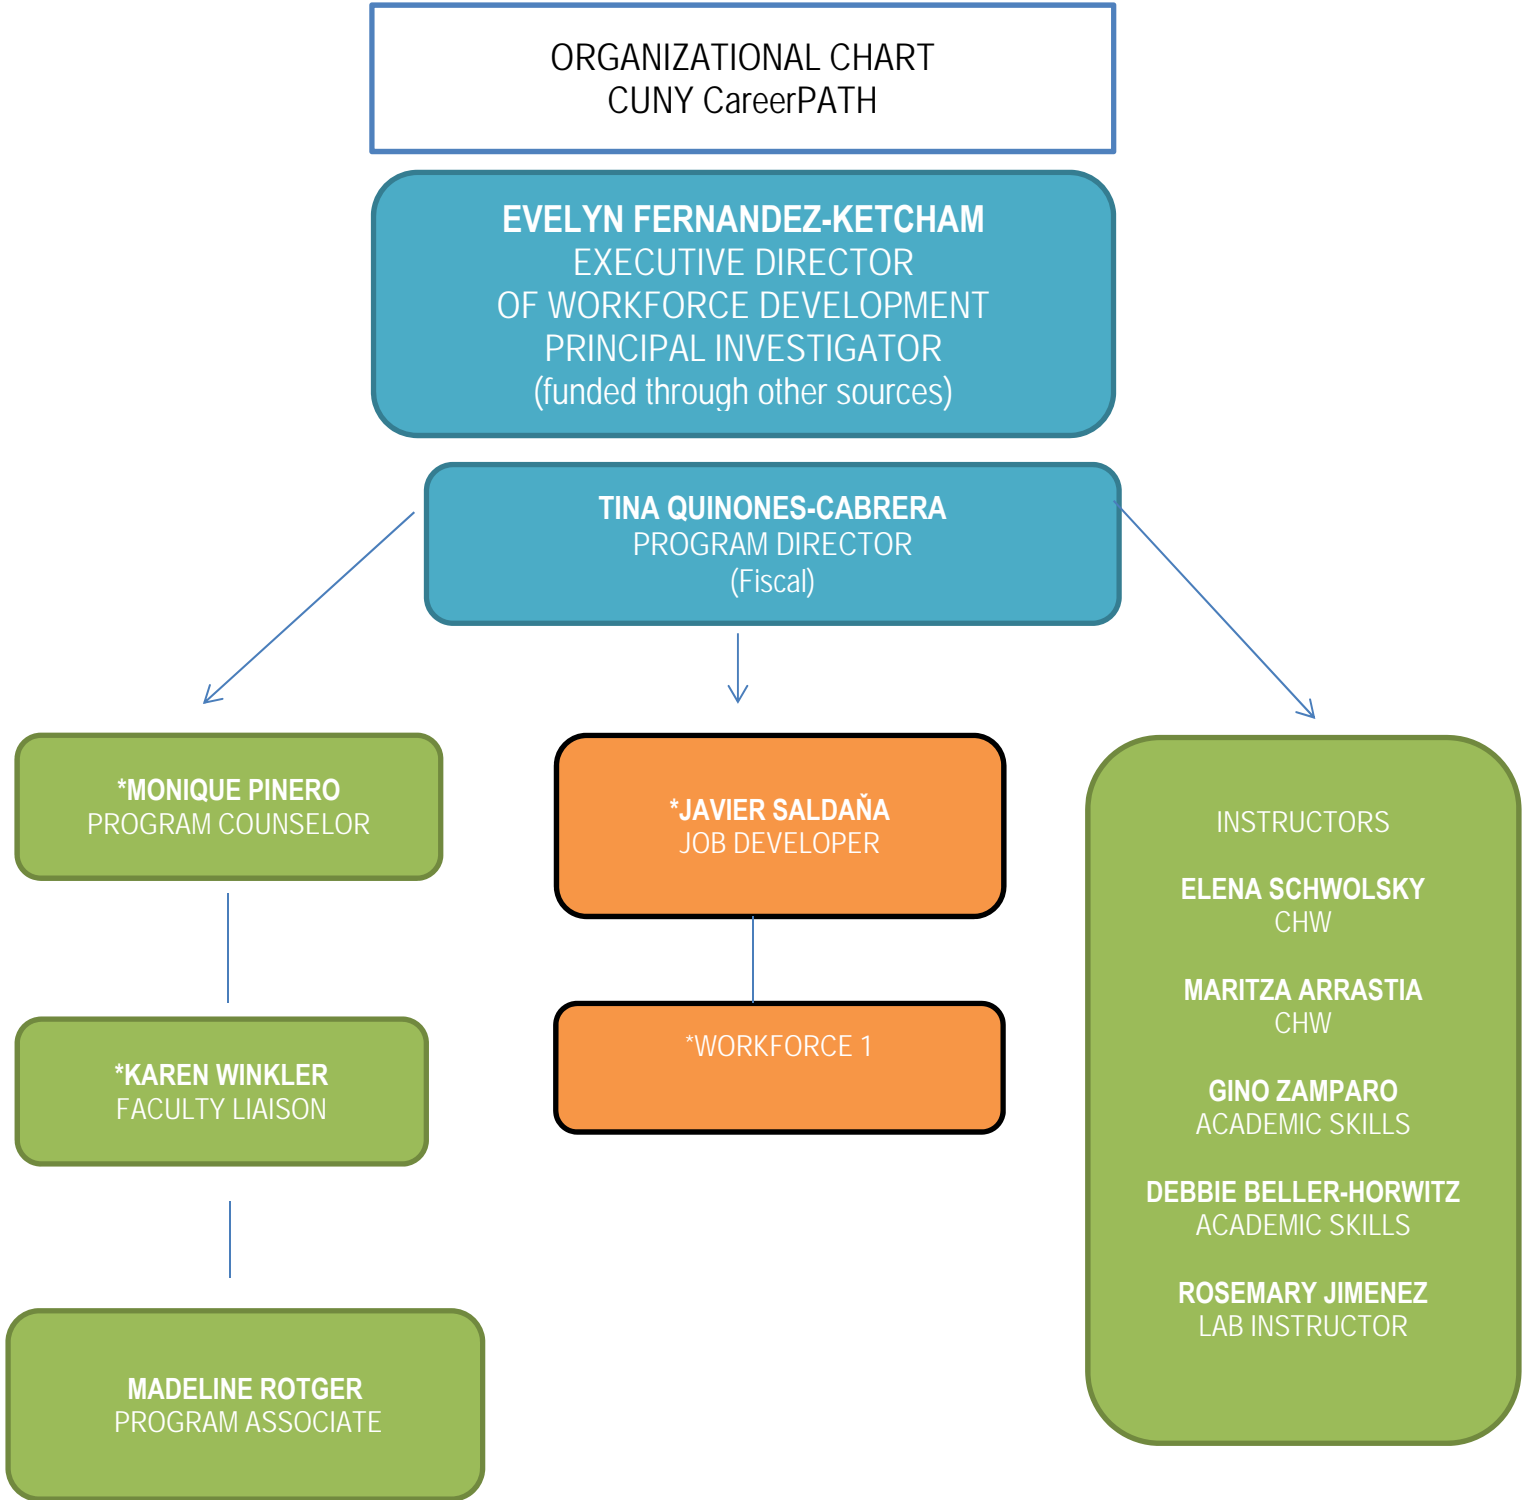 ORGANIZATIONAL CHART
CUNY CareerPATH
EVELYN FERNANDEZ-KETCHAM
EXECUTIVE DIRECTOR
OF WORKFORCE DEVELOPMENT
PRINCIPAL INVESTIGATOR
(funded through other sources)
TINA QUINONES-CABRERA
PROGRAM DIRECTOR
(Fiscal)
*MONIQUE PINERO
PROGRAM COUNSELOR
*KAREN WINKLER
FACULTY LIAISON
MADELINE ROTGER
PROGRAM ASSOCIATE
*JAVIER SALDAŇA
JOB DEVELOPER
*WORKFORCE 1
INSTRUCTORS
ELENA SCHWOLSKY
CHW
MARITZA ARRASTIA
CHW
GINO ZAMPARO
ACADEMIC SKILLS
DEBBIE BELLER-HORWITZ
ACADEMIC SKILLS
ROSEMARY JIMENEZ
LAB INSTRUCTOR